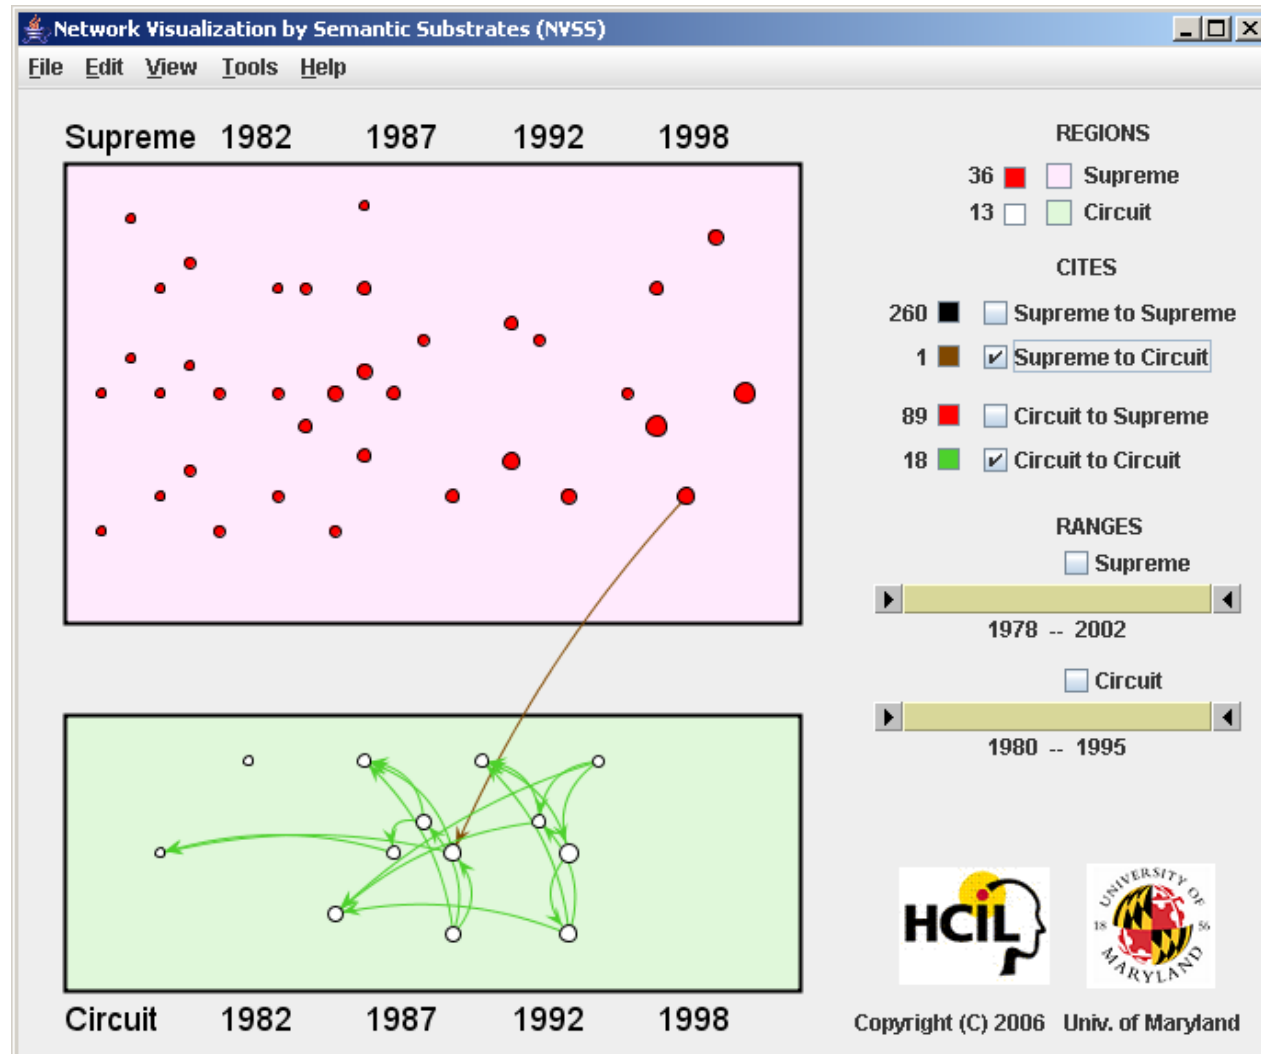 Network Visualization by Semantic Substrates (NVSS)
File Edit View Tools Help
Supreme 1982 1987 1992 1998
REGIONS
36 Supreme
13 Circuit
CITES
260 Supreme to Supreme
1 Supreme to Circuit
89 Circuit to Supreme
18 Circuit to Circuit
RANGES
Supreme
1978 -- 2002
Circuit
1980 -- 1995
HCIL
UNIVERSITY OF
18 56
MARYLAND
Circuit 1982 1987 1992 1998
Copyright (C) 2006 Univ. of Maryland